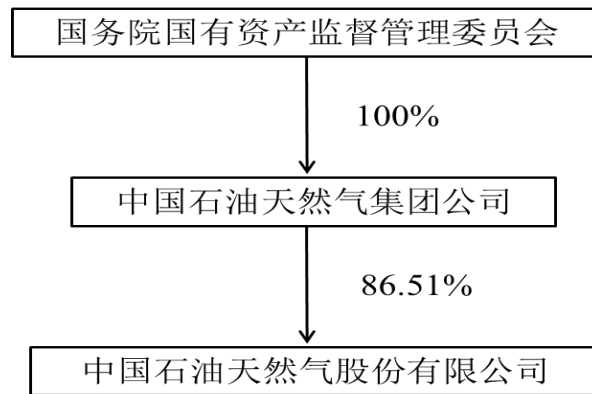 国务院国有资产监督管理委员会
100%
中国石油天然气集团公司
86.51%
中国石油天然气股份有限公司